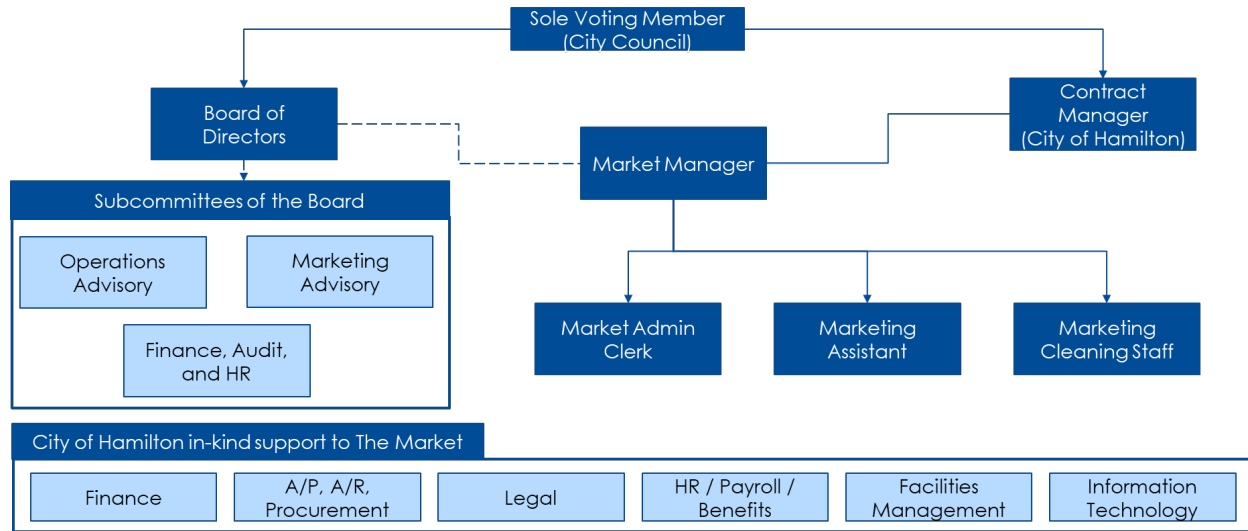 Sole Voting Member
(City Council)
Board of
Directors
Contract
Manager
(City of Hamilton)
Market Manager
Subcommittees of the Board
Operations
Advisory
Marketing
Advisory
Finance, Audit,
and HR
Market Admin
Clerk
Marketing
Assistant
Marketing
Cleaning Staff
City of Hamilton in-kind support to The Market
Finance
A/P, A/R,
Procurement
Legal
HR / Payroll /
Benefits
Facilities
Management
Information
Technology